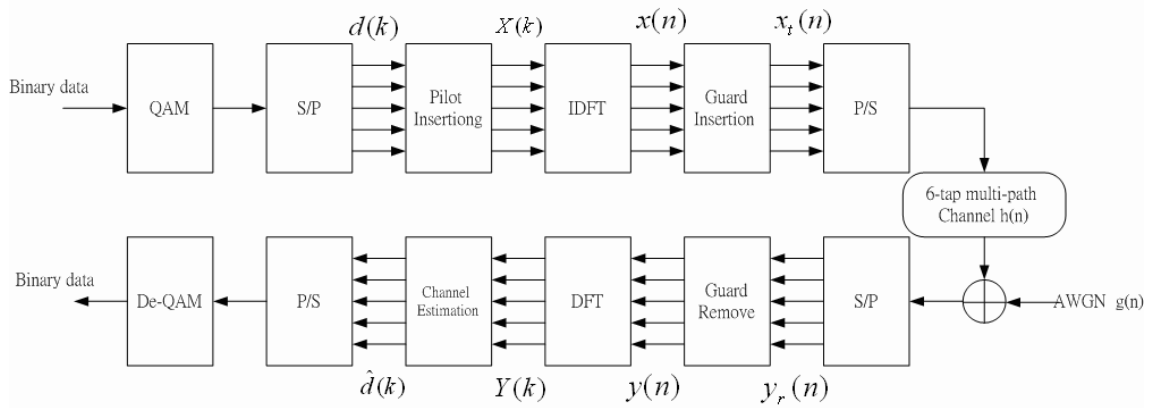 d(k) X(k) x(n) x_t(n)
Binary data
QAM
S/P
Pilot
Insertiong
IDFT
Guard
Insertion
P/S
6-tap multi-path
Channel h(n)
Binary data
De-QAM
P/S
Channel
Estimation
DFT
Guard
Remove
S/P
AWGN g(n)
d̂(k) Y(k) y(n) y_r(n)